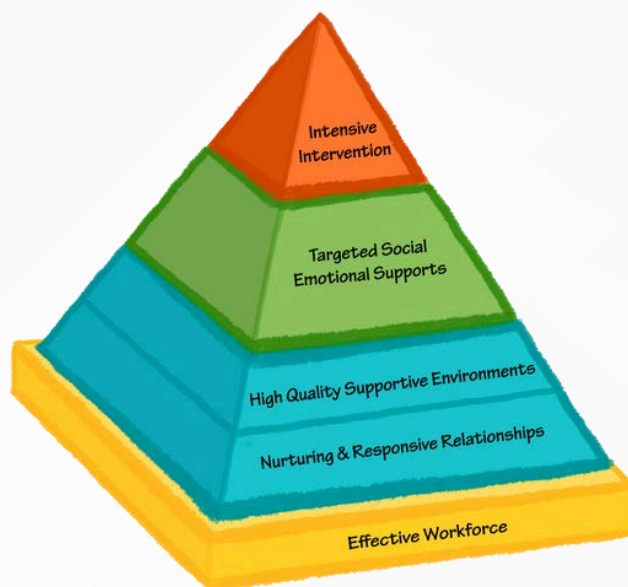 Intensive
Intervention
Targeted Social
Emotional Supports
High Quality Supportive Environments
Nurturing & Responsive Relationships
Effective Workforce